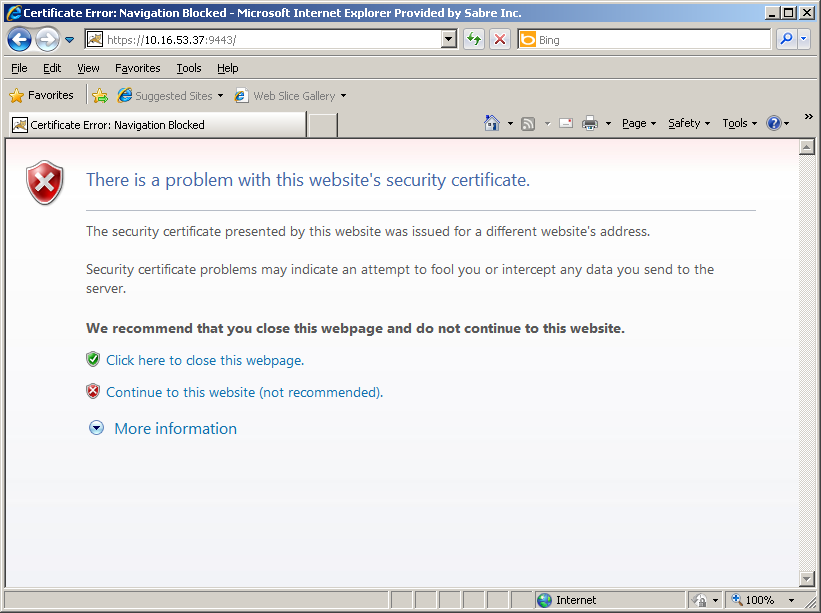 Certificate Error: Navigation Blocked - Microsoft Internet Explorer Provided by Sabre Inc.
https://10.16.53.37:9443/
Bing
File Edit View Favorites Tools Help
Favorites Suggested Sites Web Slice Gallery
Certificate Error: Navigation Blocked
Page Safety Tools
There is a problem with this website's security certificate.
The security certificate presented by this website was issued for a different website's address.
Security certificate problems may indicate an attempt to fool you or intercept any data you send to the
server.
We recommend that you close this webpage and do not continue to this website.
Click here to close this webpage.
Continue to this website (not recommended).
More information
Internet 100%